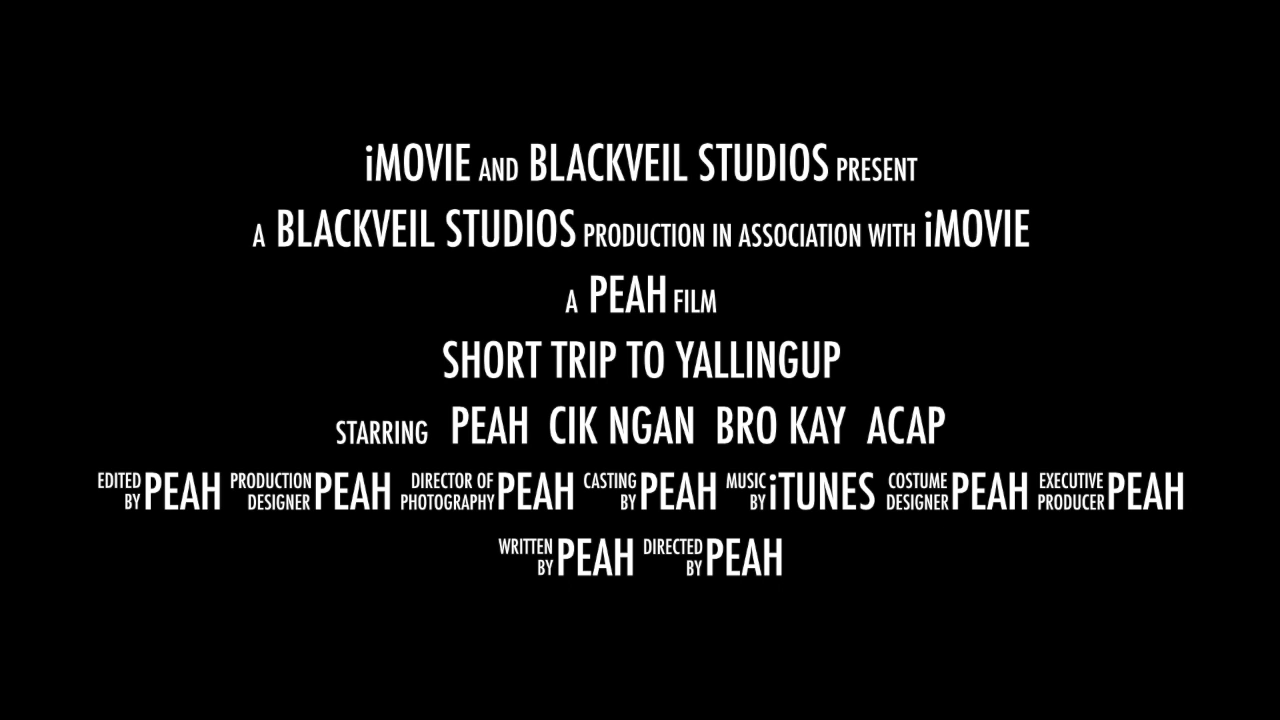 iMOVIE AND BLACKVEIL STUDIOS PRESENT
A BLACKVEIL STUDIOS PRODUCTION IN ASSOCIATION WITH iMOVIE
A PEAH FILM
SHORT TRIP TO YALLINGUP
STARRING PEAH CIK NGAN BRO KAY ACAP
EDITED BY PEAH PRODUCTION DESIGNER PEAH DIRECTOR OF PHOTOGRAPHY PEAH CASTING BY PEAH MUSIC BY iTUNES COSTUME DESIGNER PEAH EXECUTIVE PRODUCER PEAH
WRITTEN BY PEAH DIRECTED BY PEAH